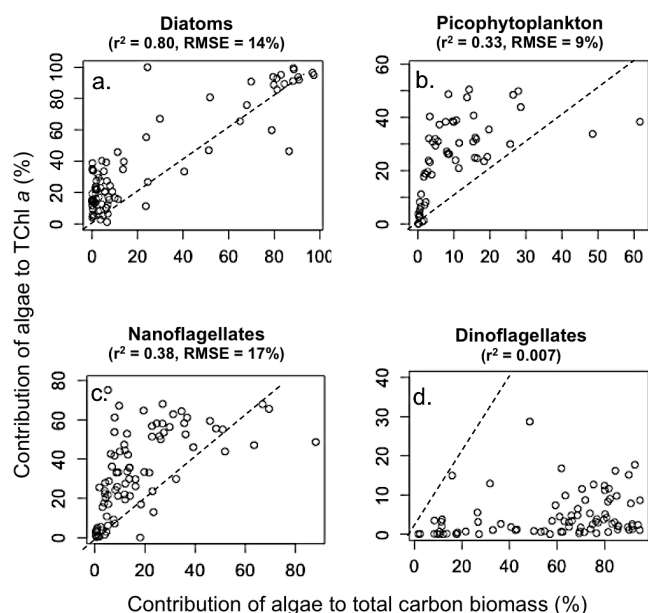 Diatoms
(r² = 0.80, RMSE = 14%)
a.
100
80
60
40
20
0
0 20 40 60 80 100
Picophytoplankton
(r² = 0.33, RMSE = 9%)
b.
60
40
20
0
0 10 20 30 40 50 60
Contribution of algae to TChl a (%)
Nanoflagellates
(r² = 0.38, RMSE = 17%)
c.
80
60
40
20
0
0 20 40 60 80
Dinoflagellates
(r² = 0.007)
d.
40
30
20
10
0
0 20 40 60 80
Contribution of algae to total carbon biomass (%)